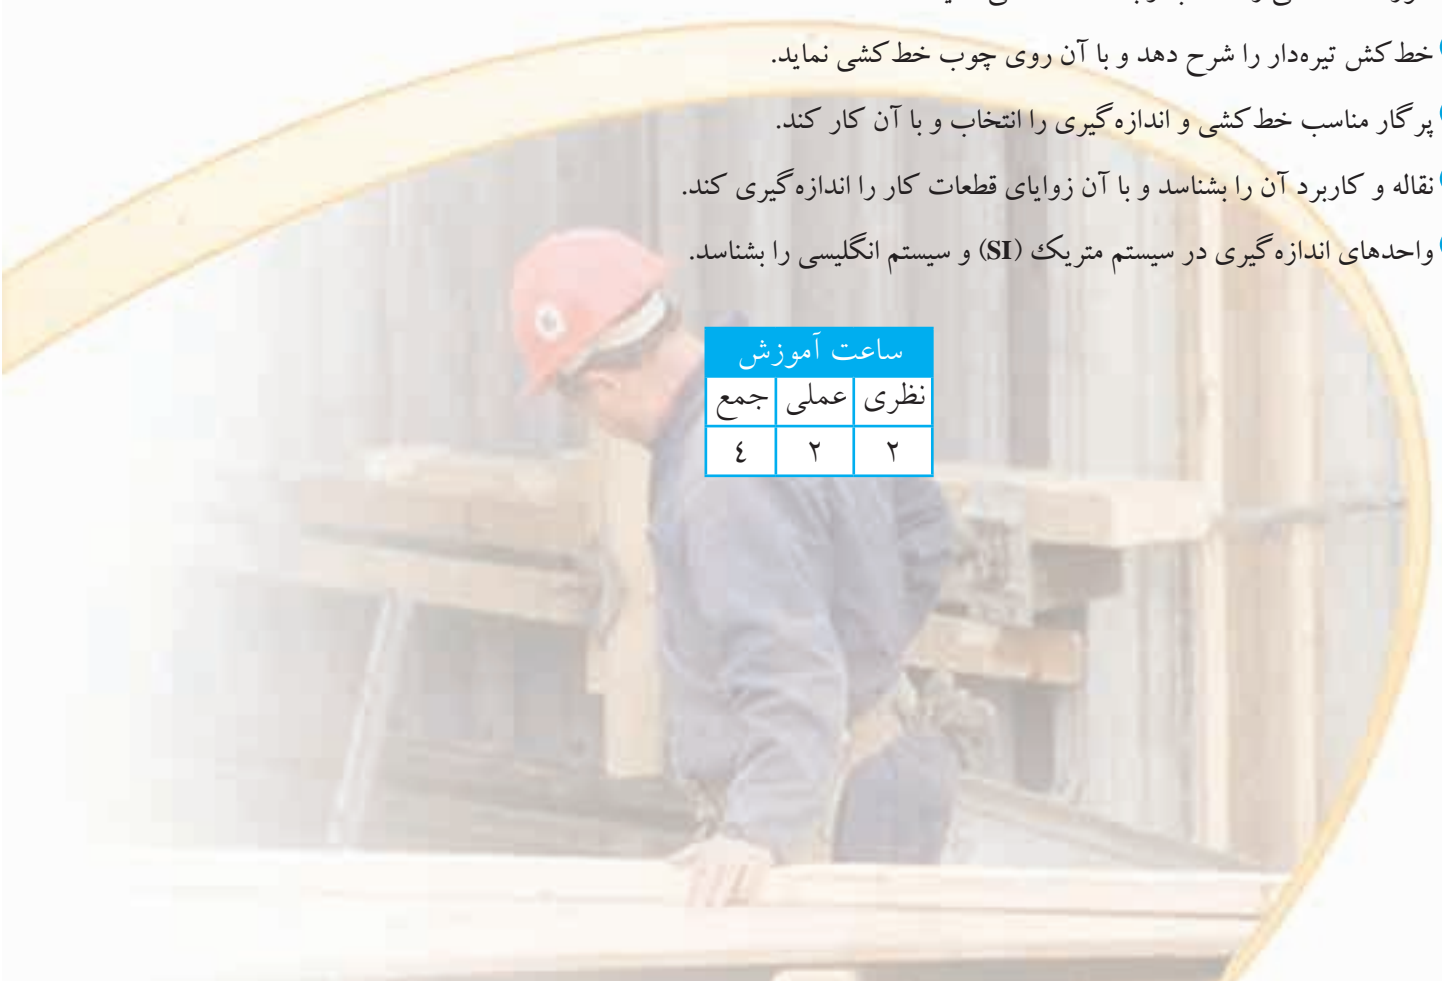 خط‌کش تیره‌دار را شرح دهد و با آن روی چوب خط‌کشی نماید.
پرگار مناسب خط‌کشی و اندازه‌گیری را انتخاب و با آن کار کند.
نقاله و کاربرد آن را بشناسد و با آن زوایای قطعات کار را اندازه‌گیری کند.
واحدهای اندازه‌گیری در سیستم متریک (SI) و سیستم انگلیسی را بشناسد.
ساعت آموزش
نظری عملی جمع
۲ ۲ ٤